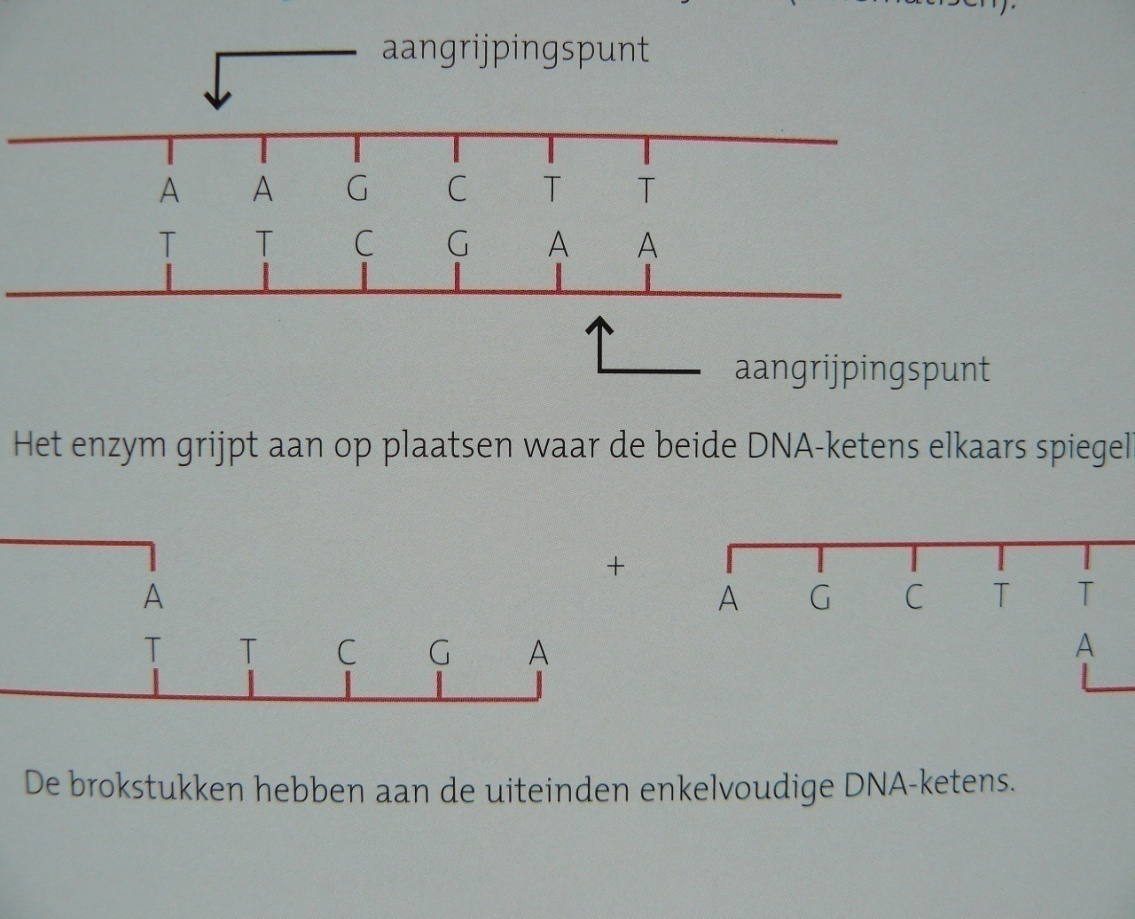 aangrijpingspunt
A A G C T T
T T C G A A
aangrijpingspunt
Het enzym grijpt aan op plaatsen waar de beide DNA-ketens elkaars
+
A A G C T T
T T C G A A
De brokstukken hebben aan de uiteinden enkelvoudige DNA-ketens.